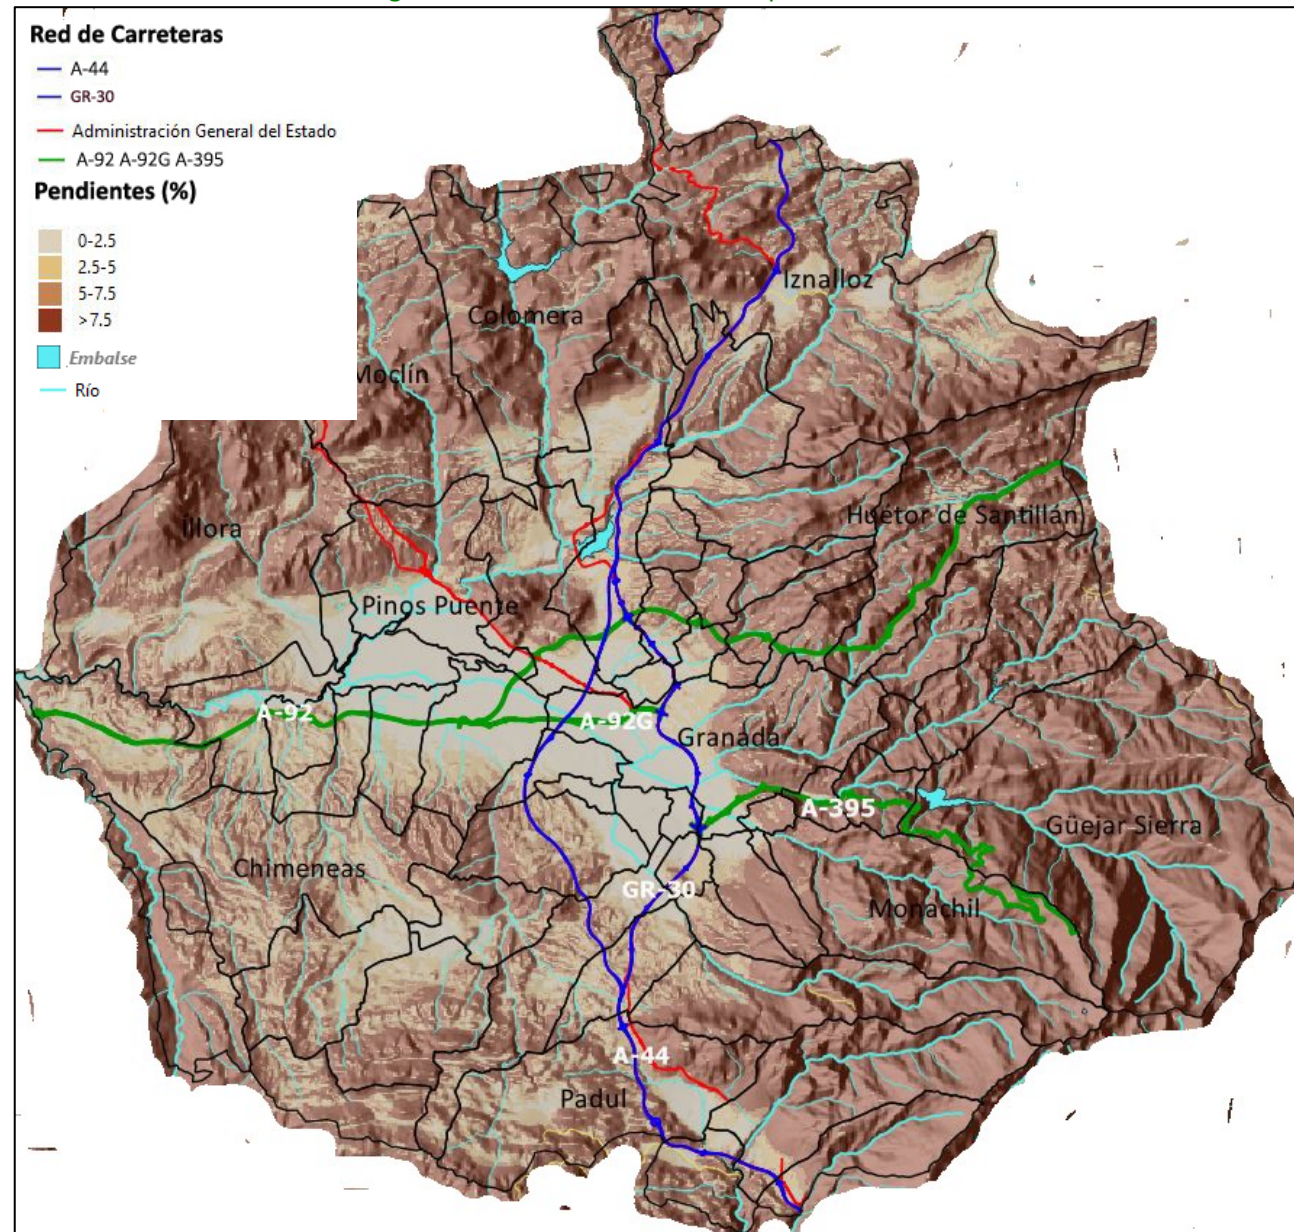 Red de Carreteras
A-44
GR-30
Administración General del Estado
A-92 A-92G A-395
Pendientes (%)
0-2.5
2.5-5
5-7.5
>7.5
Embalse
Río
Iznalloz
Colomera
Moclín
Huétor de Santillán
Íllora
Pinos Puente
A-92
A-92G
Granada
A-395
Güejar Sierra
Chimeneas
GR-30
Monachil
A-44
Padul